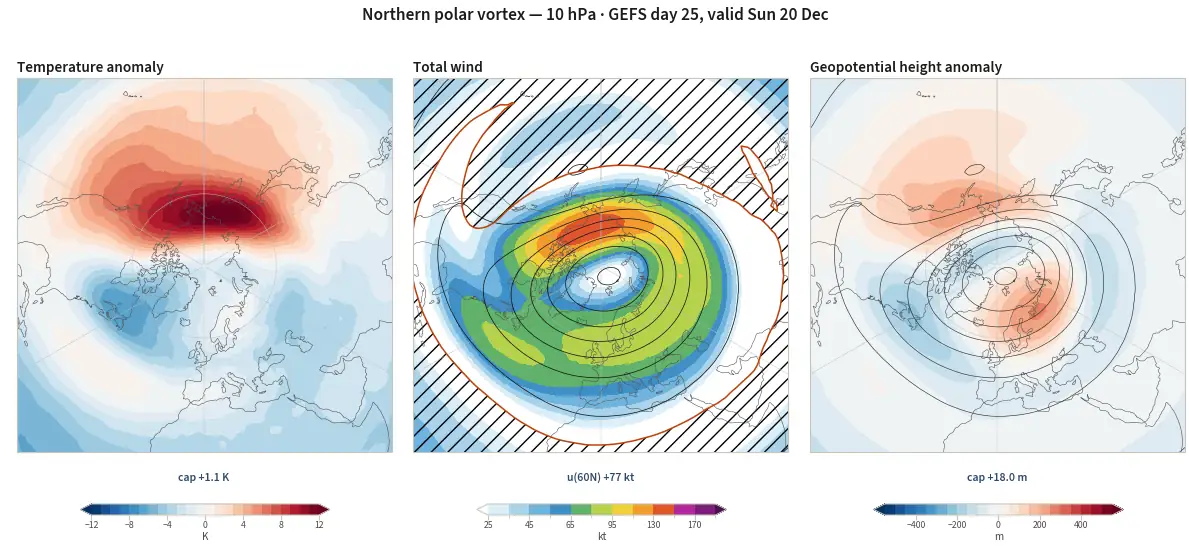 Northern polar vortex — 10 hPa · GEFS day 25, valid Sun 20 Dec
Temperature anomaly
Total wind
Geopotential height anomaly
cap +1.1 K
u(60N) +77 kt
cap +18.0 m
−12 −8 −4 0 4 8 12
K
25 45 65 95 130 170
kt
−400 −200 0 200 400
m